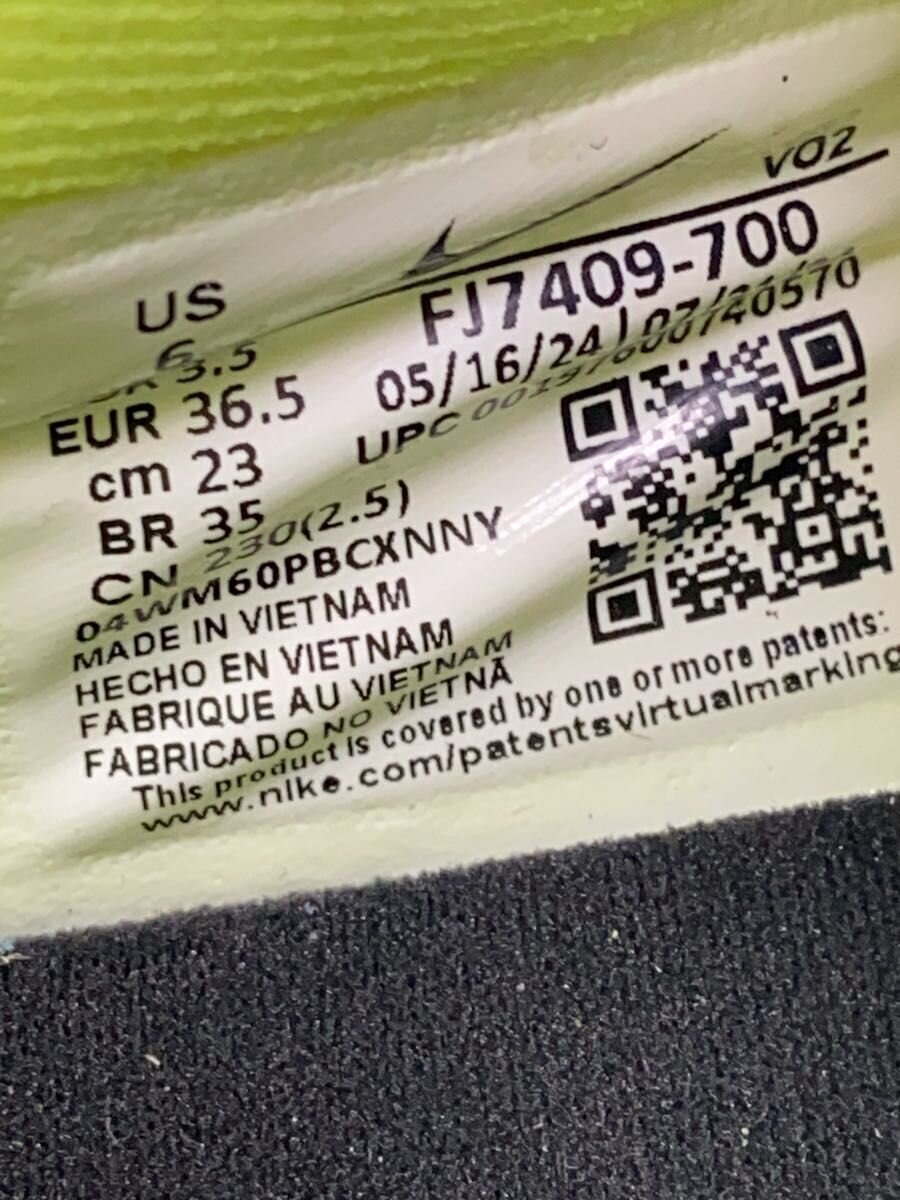 VO2
US 6
FJ7409-700
3.5
05/16/24
EUR 36.5
UPC
cm 23
BR 35
CN 230(2.5)
04WM60PBCXNNY
MADE IN VIETNAM
HECHO EN VIETNAM
FABRIQUE AU VIETNAM
FABRICADO NO VIETNÃ
This product is covered by one or more patents:
www.nike.com/patentsvirtualmarking